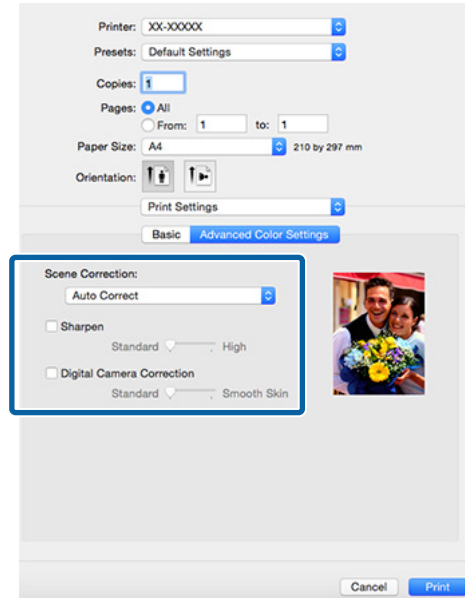 Printer: XX-XXXXX
Presets: Default Settings
Copies: 1
Pages: All
From: 1 to: 1
Paper Size: A4 210 by 297 mm
Orientation:
Print Settings
Basic Advanced Color Settings
Scene Correction:
Auto Correct
Sharpen
Standard High
Digital Camera Correction
Standard Smooth Skin
Cancel Print